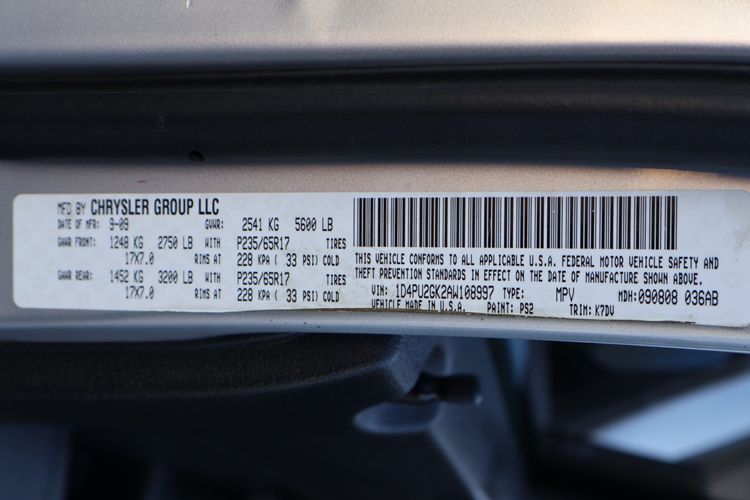 MFD BY CHRYSLER GROUP LLC
DATE OF MFR: 9-09 GVWR: 2541 KG 5600 LB
GAWR FRONT: 1248 KG 2750 LB WITH P235/65R17 TIRES
17X7.0 RIMS AT 228 KPA ( 33 PSI) COLD
GAWR REAR: 1452 KG 3200 LB WITH P235/65R17 TIRES
17X7.0 RIMS AT 228 KPA ( 33 PSI) COLD
THIS VEHICLE CONFORMS TO ALL APPLICABLE U.S.A. FEDERAL MOTOR VEHICLE SAFETY AND
THEFT PREVENTION STANDARDS IN EFFECT ON THE DATE OF MANUFACTURE SHOWN ABOVE.
VIN: 1D4PU2GK2AW108997 TYPE: MPV MDH: 090808 036AB
VEHICLE MADE IN U.S.A. PAINT: PS2 TRIM: K7DV